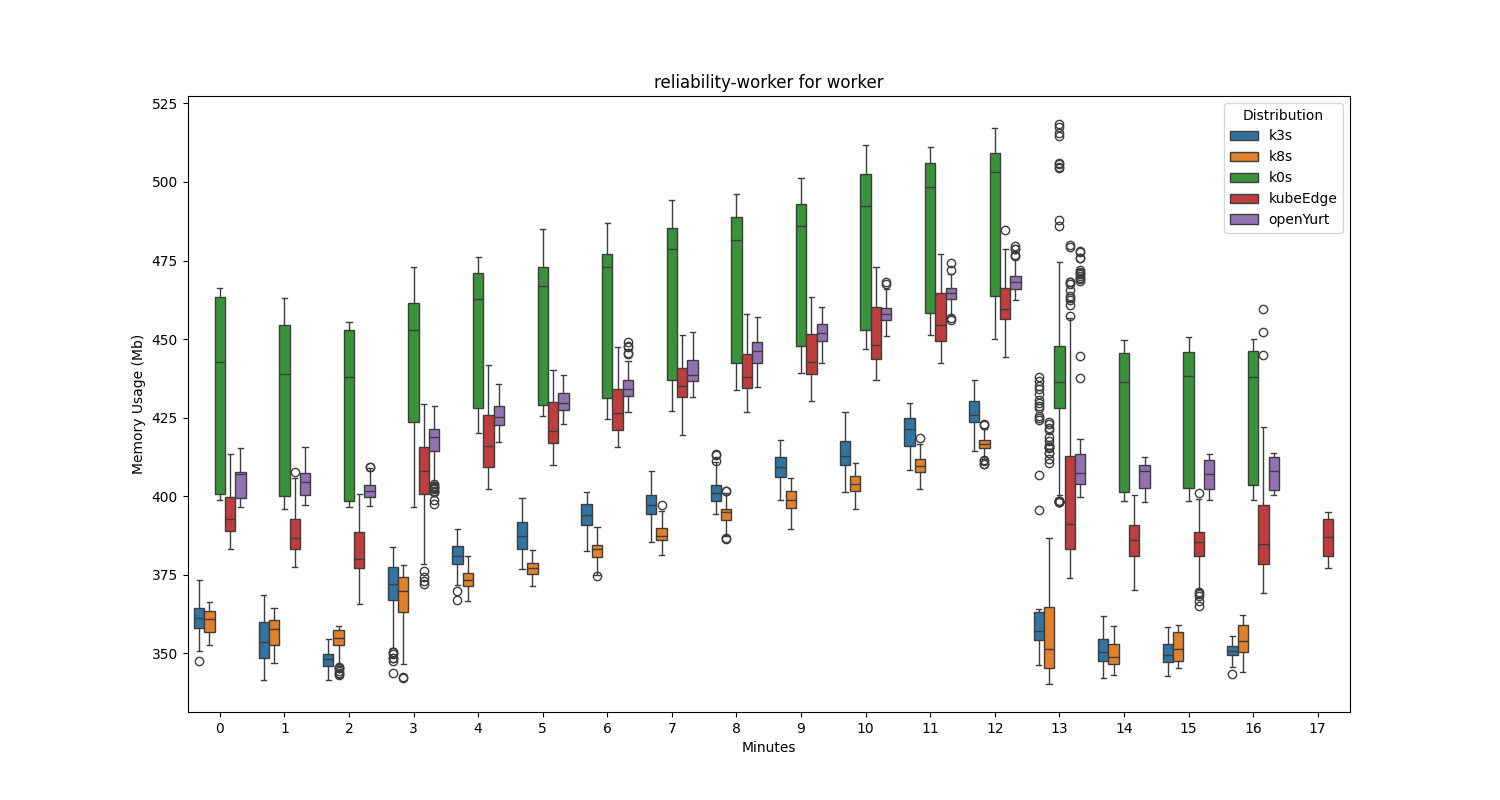 reliability-worker for worker
Memory Usage (Mb)
525
500
475
450
425
400
375
350
Distribution
k3s
k8s
k0s
kubeEdge
openYurt
0 1 2 3 4 5 6 7 8 9 10 11 12 13 14 15 16 17
Minutes